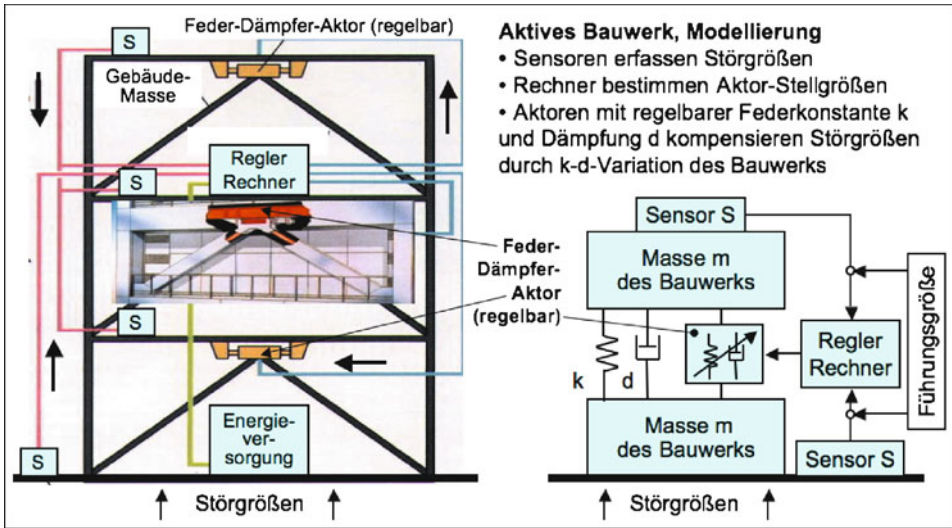 Feder-Dämpfer-Aktor (regelbar)
S
Gebäude-
Masse
Regler
Rechner
S
Feder-
Dämpfer-
Aktor
(regelbar)
S
Energie-
ver-
sorgung
S
Störgrößen
Aktives Bauwerk, Modellierung
• Sensoren erfassen Störgrößen
• Rechner bestimmen Aktor-Stellgrößen
• Aktoren mit regelbarer Federkonstante k
und Dämpfung d kompensieren Störgrößen
durch k-d-Variation des Bauwerks
Sensor S
Masse m
des Bauwerks
k
d
Regler
Rechner
Führungsgröße
Masse m
des Bauwerks
Sensor S
Störgrößen